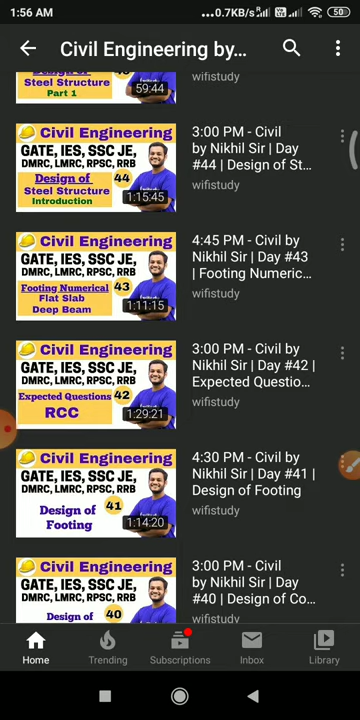 1:56 AM
...0.7KB/s
50
Civil Engineering by...
Design of
Steel Structure
Part 1
59:44
wifistudy
Civil Engineering
GATE, IES, SSC JE,
DMRC, LMRC, RPSC, RRB
Design of
Steel Structure
Introduction
44
1:15:45
3:00 PM - Civil
by Nikhil Sir | Day
#44 | Design of St...
wifistudy
Civil Engineering
GATE, IES, SSC JE,
DMRC, LMRC, RPSC, RRB
Footing Numerical
Flat Slab
Deep Beam
43
1:11:15
4:45 PM - Civil by
Nikhil Sir | Day #43
| Footing Numeric...
wifistudy
Civil Engineering
GATE, IES, SSC JE,
DMRC, LMRC, RPSC, RRB
Expected Questions
RCC
42
1:29:21
3:00 PM - Civil by
Nikhil Sir | Day #42 |
Expected Questio...
wifistudy
Civil Engineering
GATE, IES, SSC JE,
DMRC, LMRC, RPSC, RRB
Design of
Footing
41
1:14:20
4:30 PM - Civil by
Nikhil Sir | Day #41 |
Design of Footing
wifistudy
Civil Engineering
GATE, IES, SSC JE,
DMRC, LMRC, RPSC, RRB
Design of
40
3:00 PM - Civil
by Nikhil Sir | Day
#40 | Design of Co...
wifistudy
Home
Trending
Subscriptions
Inbox
Library